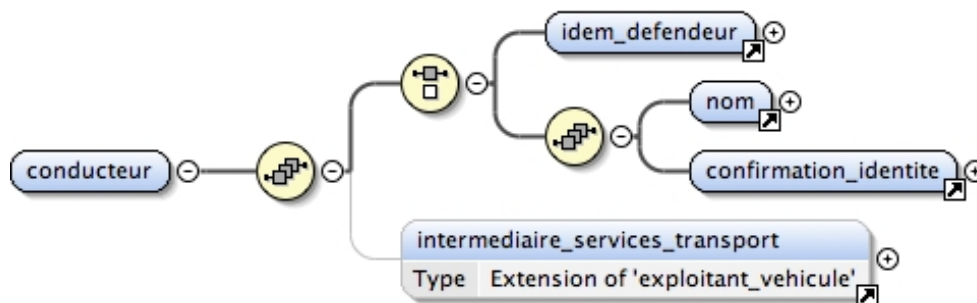 idem_defendeur
nom
conducteur
confirmation_identite
intermediaire_services_transport
Type Extension of 'exploitant_vehicule'